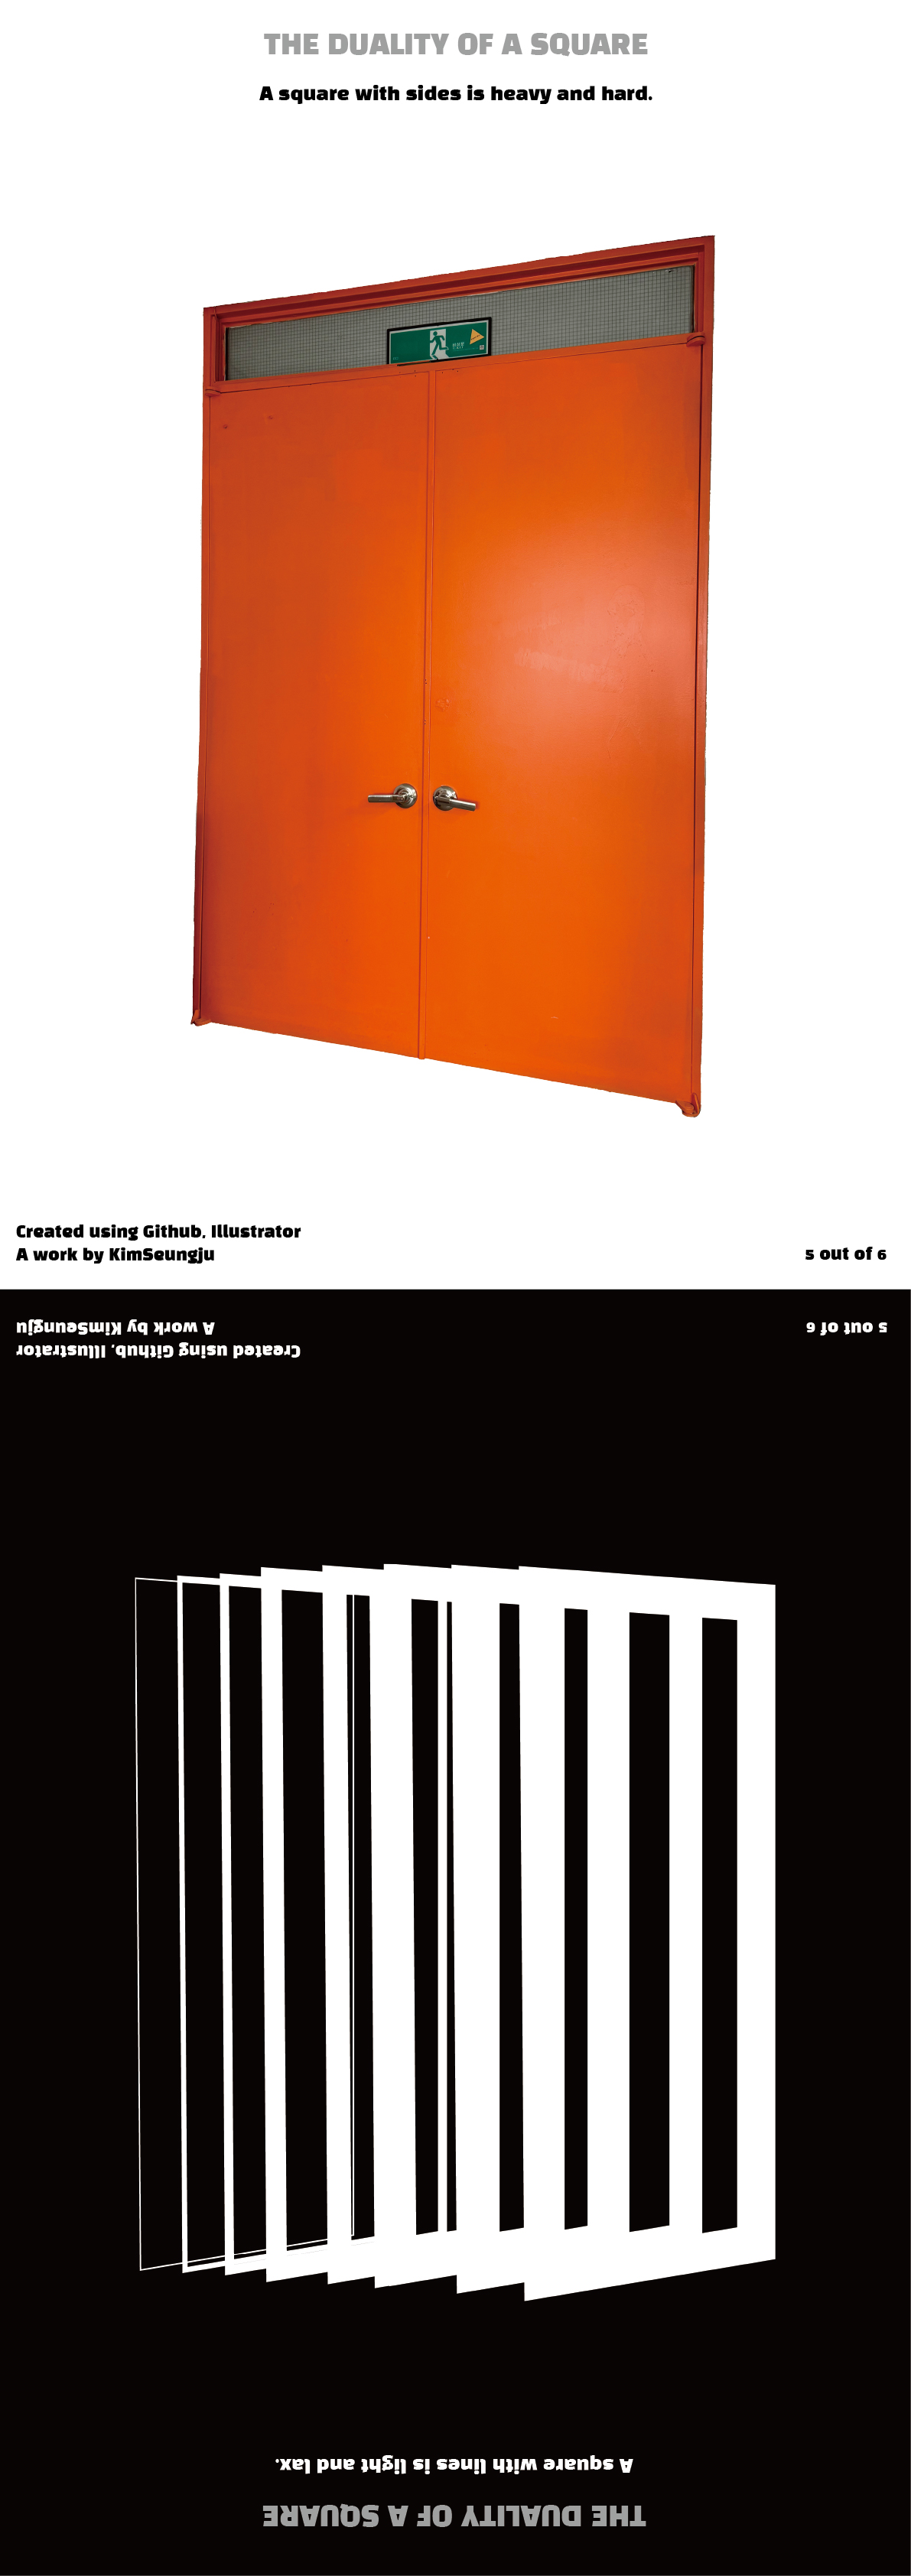 THE DUALITY OF A SQUARE
A square with sides is heavy and hard.
Created using Github, Illustrator
A work by KimSeungju
5 out of 6
A work by KimSeungju
Created using Github, Illustrator
5 out of 6
A square with lines is light and lax.
THE DUALITY OF A SQUARE